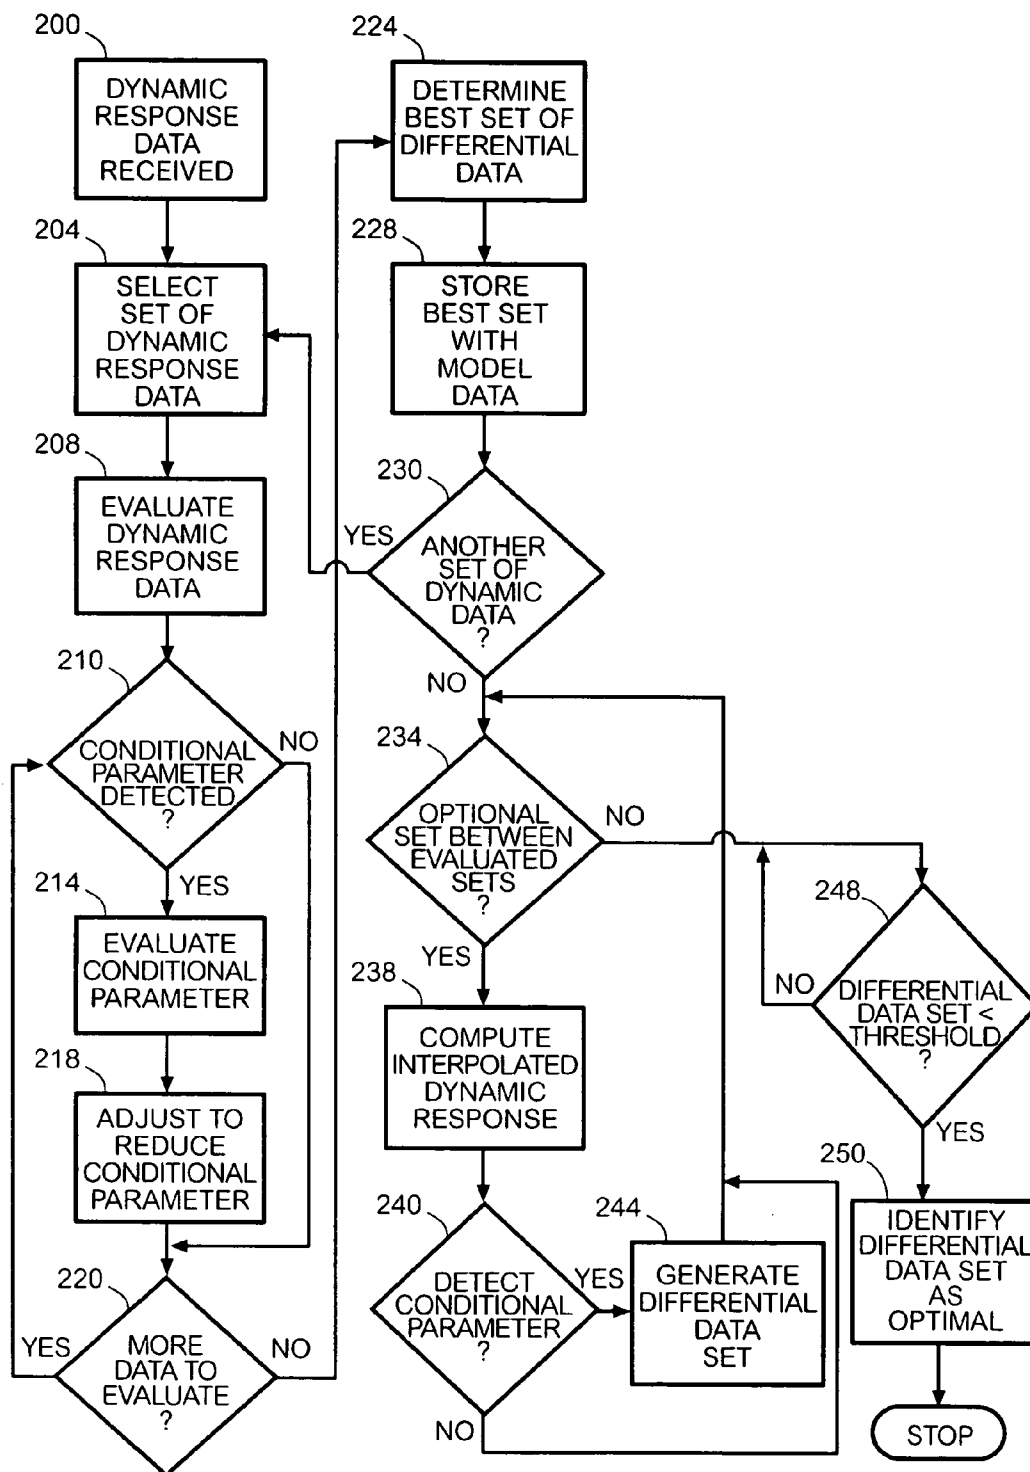 200
DYNAMIC
RESPONSE
DATA
RECEIVED
204
SELECT
SET OF
DYNAMIC
RESPONSE
DATA
208
EVALUATE
DYNAMIC
RESPONSE
DATA
210
CONDITIONAL
PARAMETER
DETECTED
?
NO
YES
214
EVALUATE
CONDITIONAL
PARAMETER
218
ADJUST TO
REDUCE
CONDITIONAL
PARAMETER
220
MORE
DATA TO
EVALUATE
?
YES
NO
224
DETERMINE
BEST SET OF
DIFFERENTIAL
DATA
228
STORE
BEST SET
WITH
MODEL
DATA
230
YES
ANOTHER
SET OF
DYNAMIC
DATA
?
NO
234
OPTIONAL
SET BETWEEN
EVALUATED
SETS
?
NO
YES
238
COMPUTE
INTERPOLATED
DYNAMIC
RESPONSE
240
DETECT
CONDITIONAL
PARAMETER
?
YES
NO
244
GENERATE
DIFFERENTIAL
DATA
SET
248
NO
DIFFERENTIAL
DATA SET <
THRESHOLD
?
YES
250
IDENTIFY
DIFFERENTIAL
DATA SET
AS
OPTIMAL
STOP